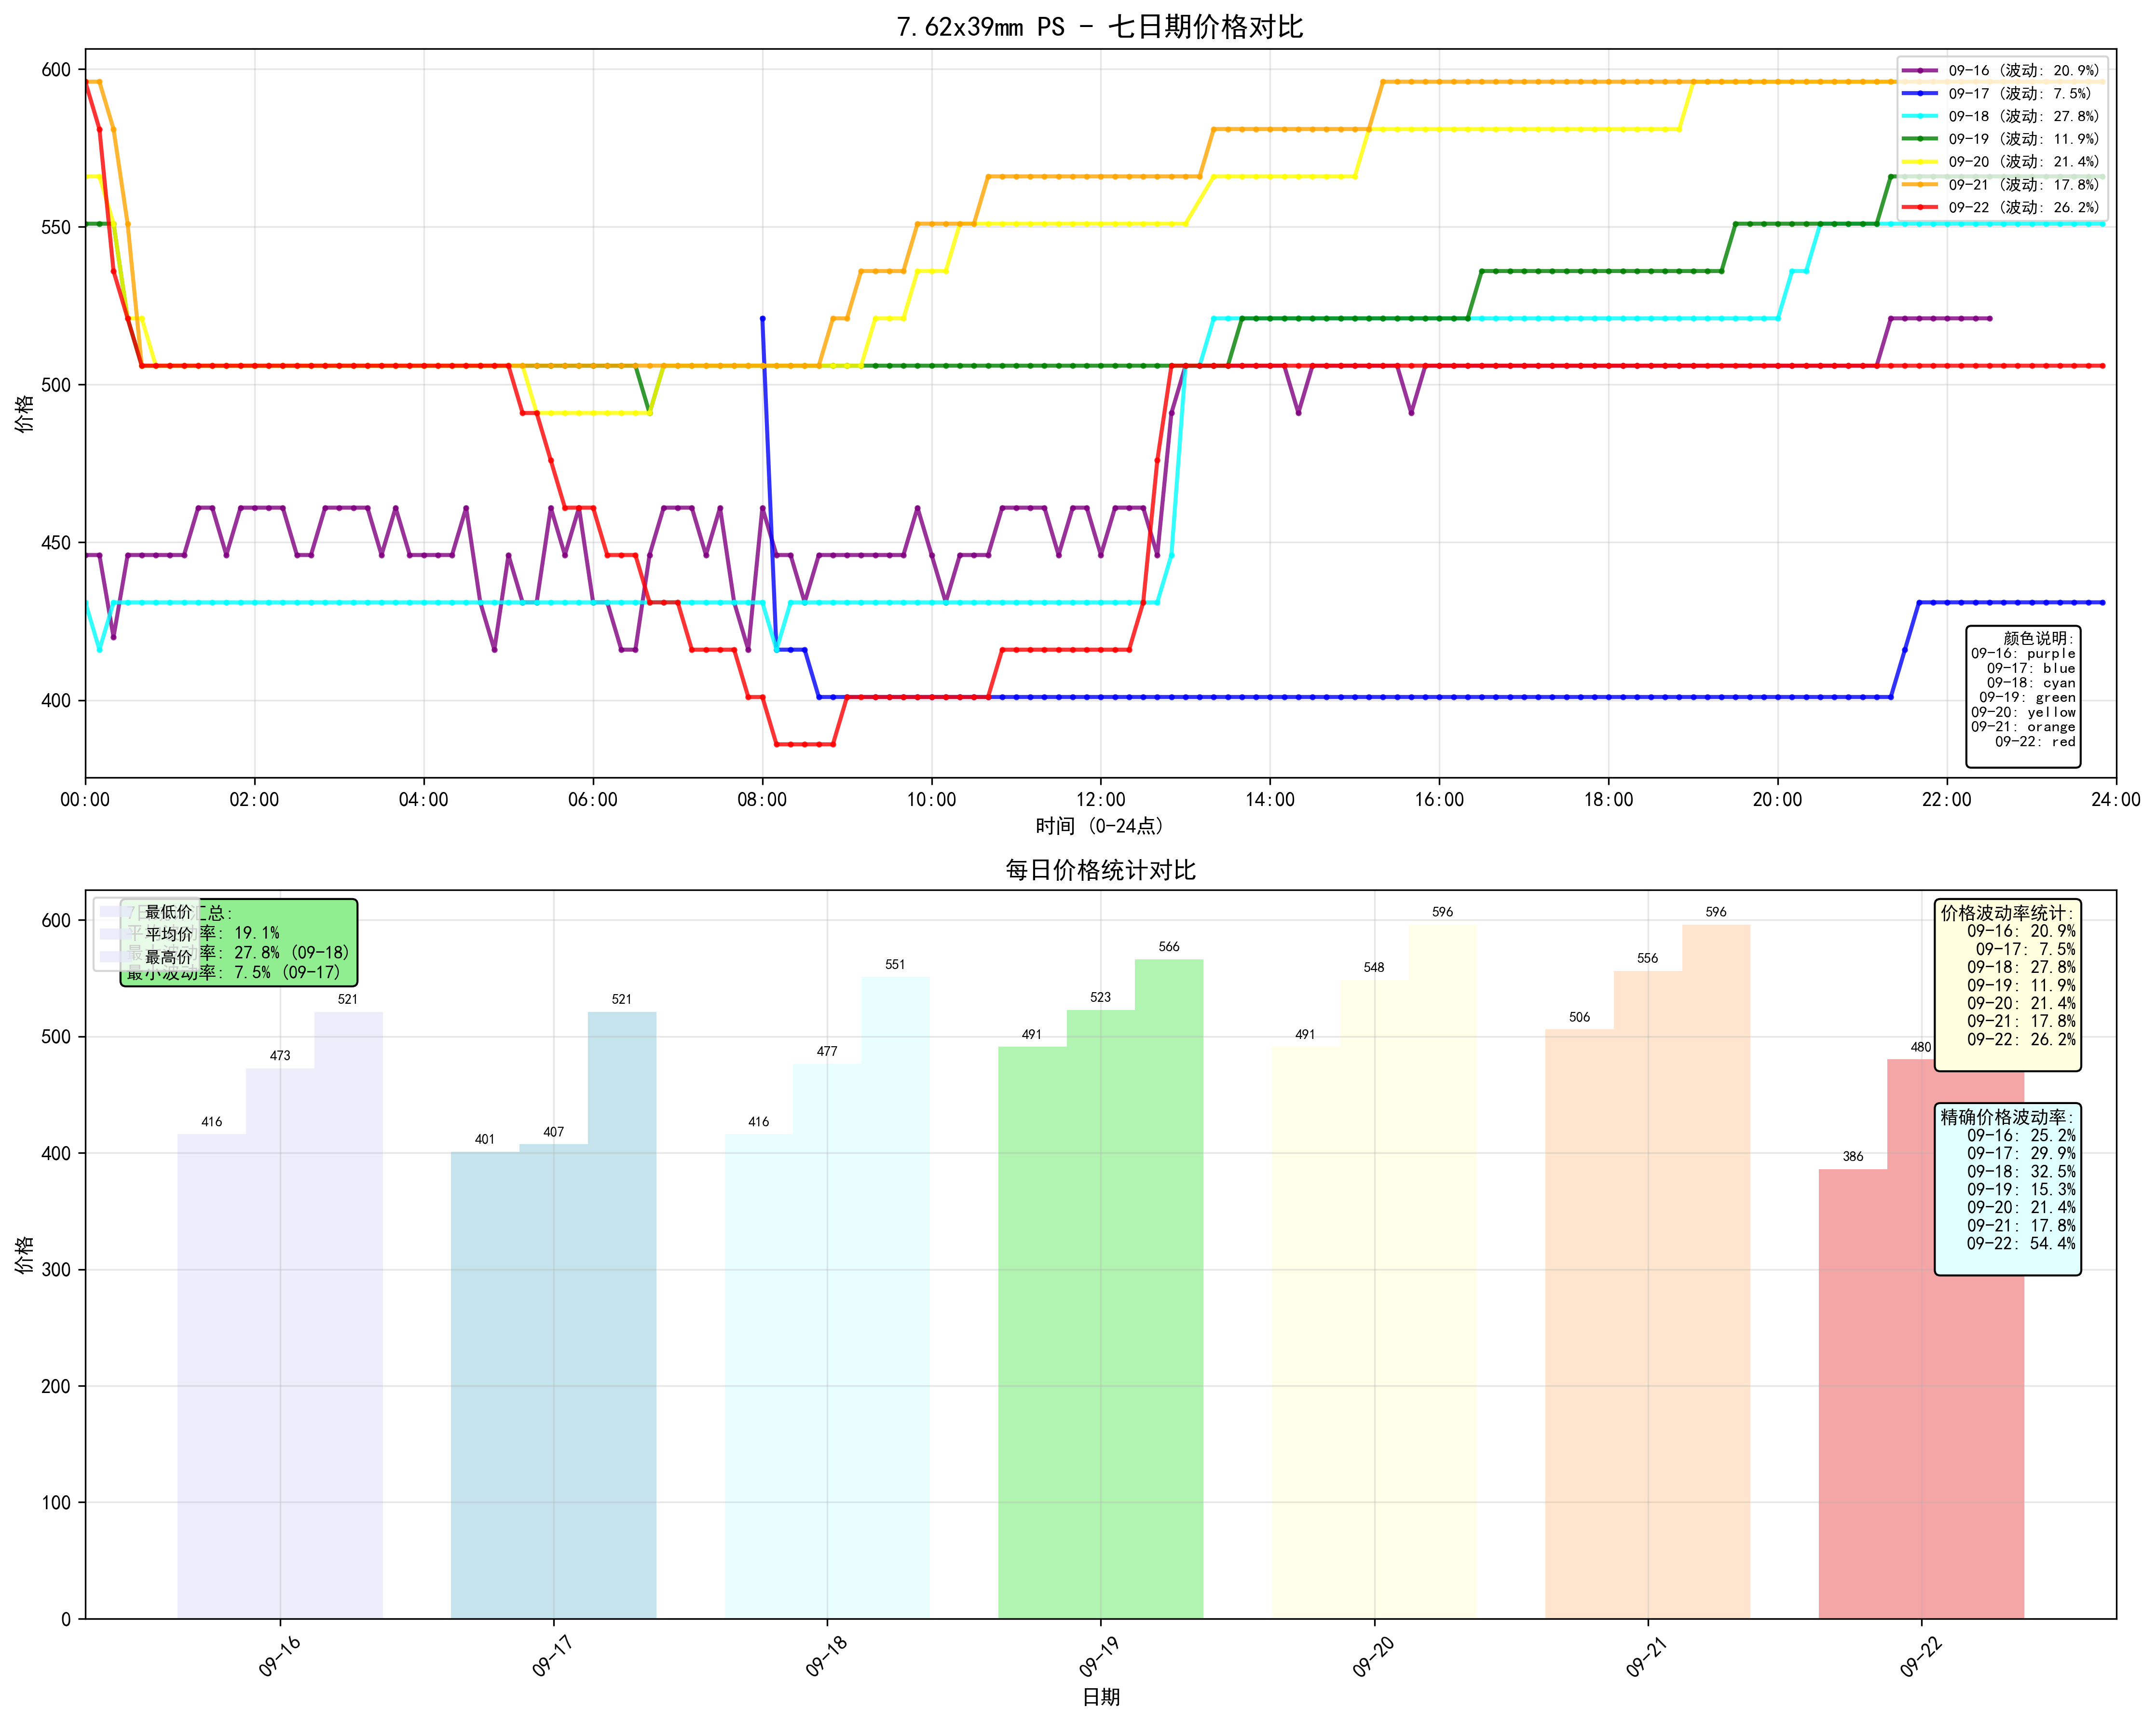 7.62x39mm PS - 七日期价格对比
价格
600
550
500
450
400
09-16 (波动: 20.9%)
09-17 (波动: 7.5%)
09-18 (波动: 27.8%)
09-19 (波动: 11.9%)
09-20 (波动: 21.4%)
09-21 (波动: 17.8%)
09-22 (波动: 26.2%)
颜色说明:
09-16: purple
09-17: blue
09-18: cyan
09-19: green
09-20: yellow
09-21: orange
09-22: red
00:00 02:00 04:00 06:00 08:00 10:00 12:00 14:00 16:00 18:00 20:00 22:00 24:00
时间 (0-24点)
每日价格统计对比
价格
600
500
400
300
200
100
0
最低价
平均价
最高价
汇总:
率: 19.1%
率: 27.8% (09-18)
最小波动率: 7.5% (09-17)
416 473 521
401 407 521
416 477 551
491 523 566
491 548 596
506 556 596
386 480
价格波动率统计:
09-16: 20.9%
09-17: 7.5%
09-18: 27.8%
09-19: 11.9%
09-20: 21.4%
09-21: 17.8%
09-22: 26.2%
精确价格波动率:
09-16: 25.2%
09-17: 29.9%
09-18: 32.5%
09-19: 15.3%
09-20: 21.4%
09-21: 17.8%
09-22: 54.4%
09-16 09-17 09-18 09-19 09-20 09-21 09-22
日期